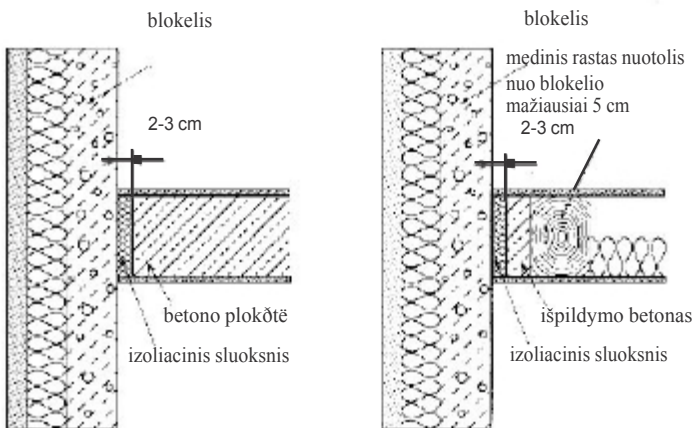 blokelis
2-3 cm
betono plokðtë
izoliacinis sluoksnis
blokelis
medinis rastas nuotolis
nuo blokelio
mažiausiai 5 cm
2-3 cm
išpildymo betonas
izoliacinis sluoksnis